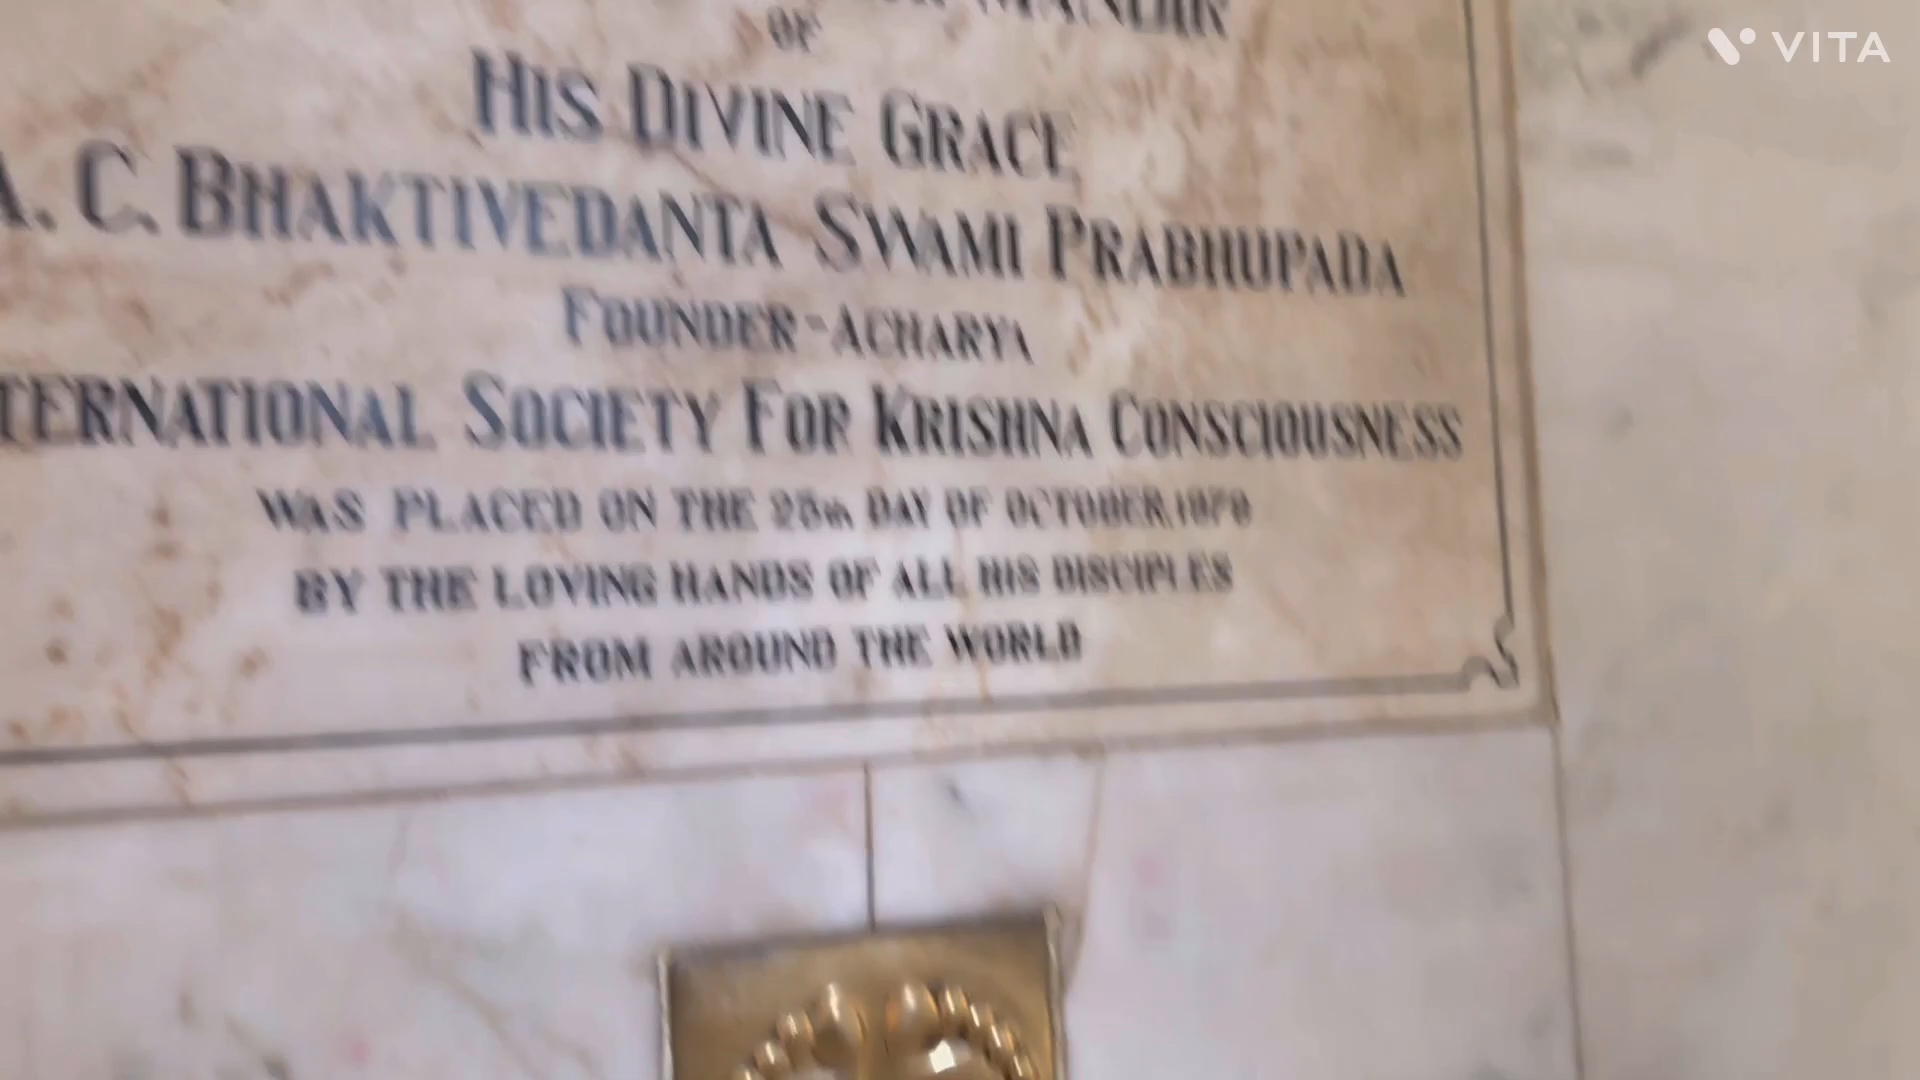 VITA
OF
HIS DIVINE GRACE
A. C. BHAKTIVEDANTA SWAMI PRABHUPADA
FOUNDER-ACHARYA
TERNATIONAL SOCIETY FOR KRISHNA CONSCIOUSNESS
WAS PLACED ON THE DAY OF OCTOBER,
BY THE LOVING HANDS OF ALL HIS DISCIPLES
FROM AROUND THE WORLD